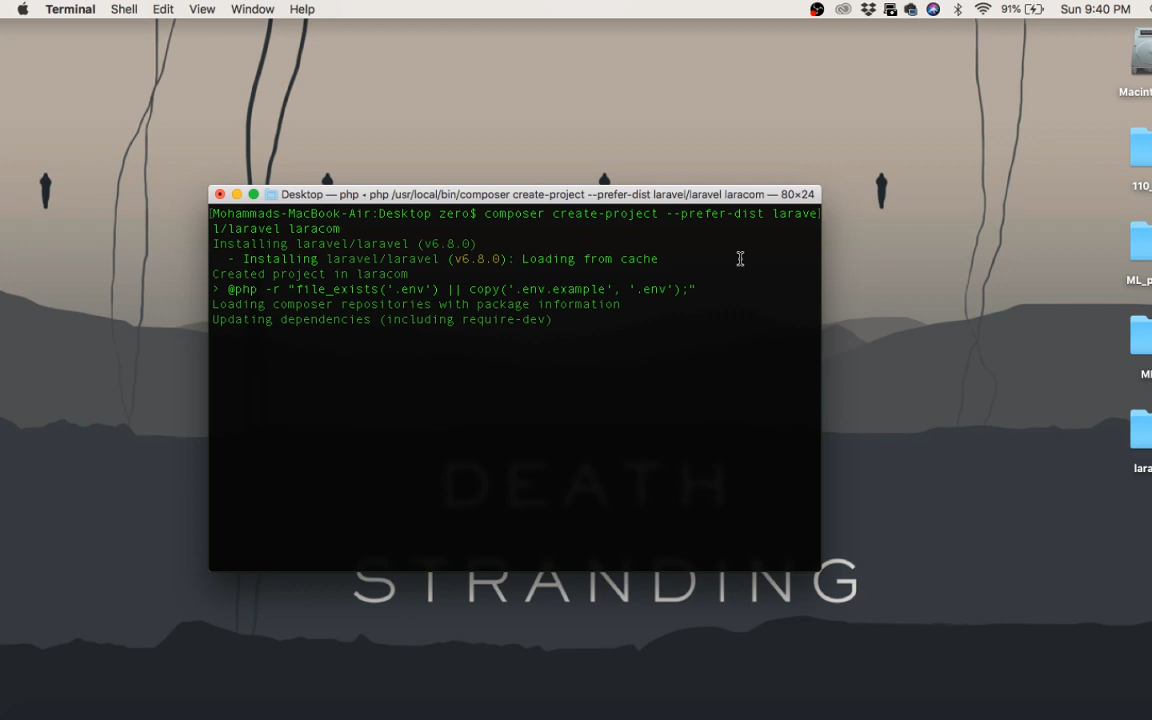 Terminal Shell Edit View Window Help 91% Sun 9:40 PM
Macint
110_
ML_p
Desktop — php • php /usr/local/bin/composer create-project --prefer-dist laravel/laravel laracom — 80×24
[Mohammads-MacBook-Air:Desktop zero$ composer create-project --prefer-dist larave]
l/laravel laracom
Installing laravel/laravel (v6.8.0)
- Installing laravel/laravel (v6.8.0): Loading from cache
Created project in laracom
> @php -r "file_exists('.env') || copy('.env.example', '.env');"
Loading composer repositories with package information
Updating dependencies (including require-dev)
MI
lara
DEATH
STRANDING